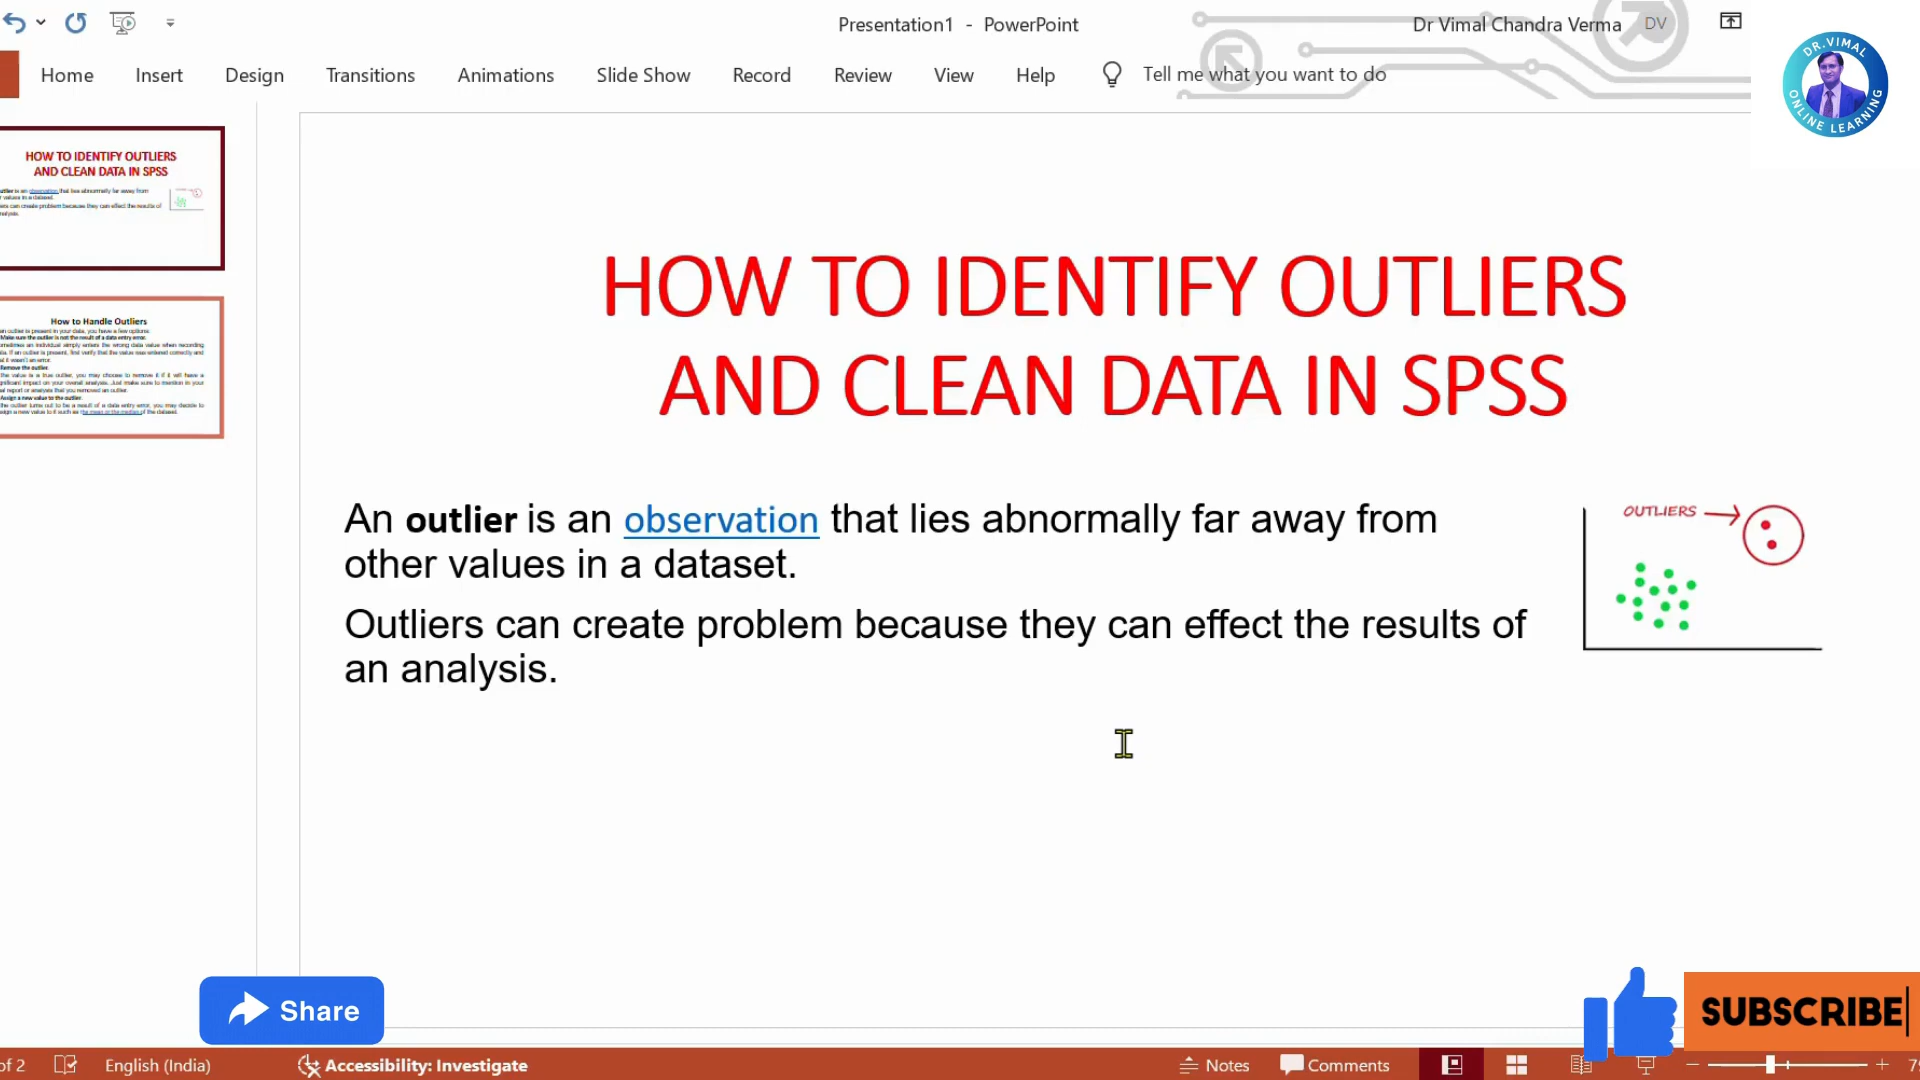 Presentation1 - PowerPoint
Dr Vimal Chandra Verma DV
DR.VIMAL
ONLINE LEARNING
Home Insert Design Transitions Animations Slide Show Record Review View Help Tell me what you want to do
HOW TO IDENTIFY OUTLIERS
AND CLEAN DATA IN SPSS
How to Handle Outliers
HOW TO IDENTIFY OUTLIERS
AND CLEAN DATA IN SPSS
An outlier is an observation that lies abnormally far away from
other values in a dataset.
Outliers can create problem because they can effect the results of
an analysis.
OUTLIERS
Share
SUBSCRIBE
of 2 English (India) Accessibility: Investigate Notes Comments